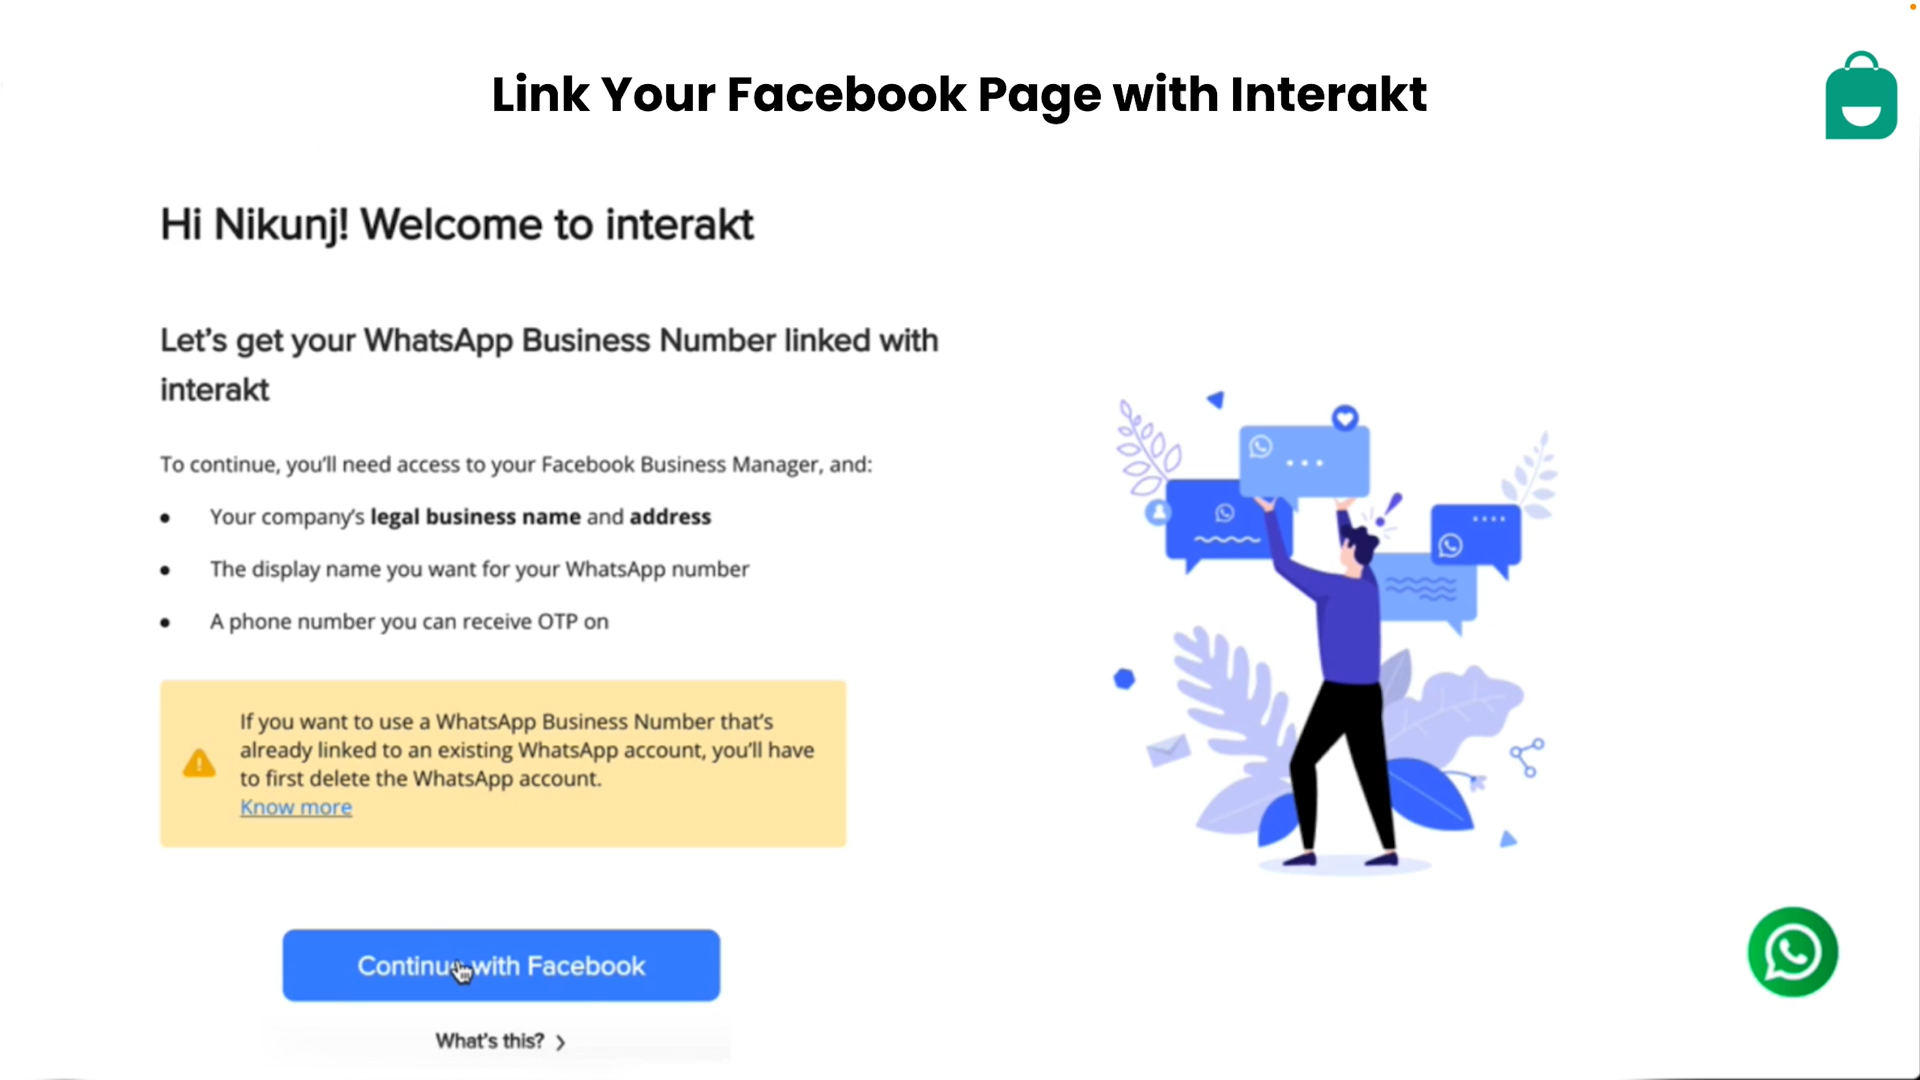 Link Your Facebook Page with Interakt
Hi Nikunj! Welcome to interakt
Let's get your WhatsApp Business Number linked with
interakt
To continue, you'll need access to your Facebook Business Manager, and:
• Your company's legal business name and address
• The display name you want for your WhatsApp number
• A phone number you can receive OTP on
If you want to use a WhatsApp Business Number that's
already linked to an existing WhatsApp account, you'll have
to first delete the WhatsApp account.
Know more
Continue with Facebook
What's this? >